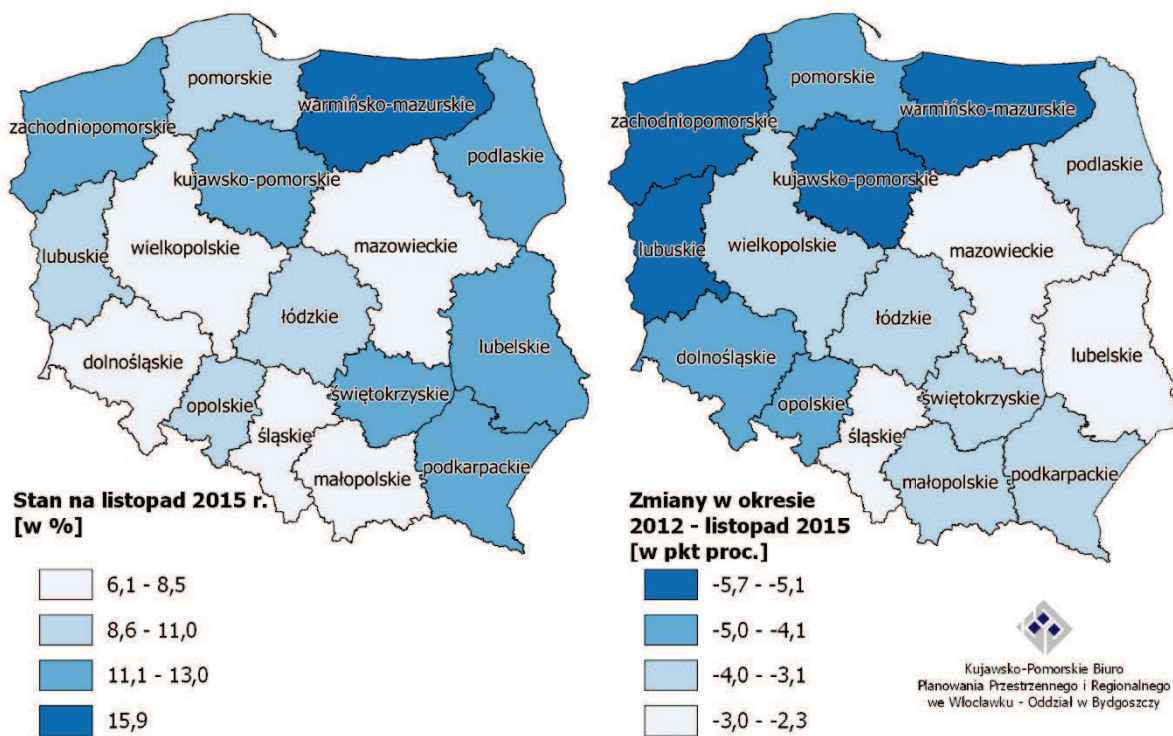 pomorskie
warmińsko-mazurskie
zachodniopomorskie
podlaskie
kujawsko-pomorskie
lubuskie
wielkopolskie
mazowieckie
łódzkie
lubelskie
dolnośląskie
opolskie
świętokrzyskie
śląskie
małopolskie
podkarpackie
Stan na listopad 2015 r.
[w %]
6,1 - 8,5
8,6 - 11,0
11,1 - 13,0
15,9
pomorskie
warmińsko-mazurskie
zachodniopomorskie
podlaskie
kujawsko-pomorskie
lubuskie
wielkopolskie
mazowieckie
łódzkie
lubelskie
dolnośląskie
opolskie
świętokrzyskie
śląskie
małopolskie
podkarpackie
Zmiany w okresie
2012 - listopad 2015
[w pkt proc.]
-5,7 - -5,1
-5,0 - -4,1
-4,0 - -3,1
-3,0 - -2,3
Kujawsko-Pomorskie Biuro
Planowania Przestrzennego i Regionalnego
we Włocławku - Oddział w Bydgoszczy